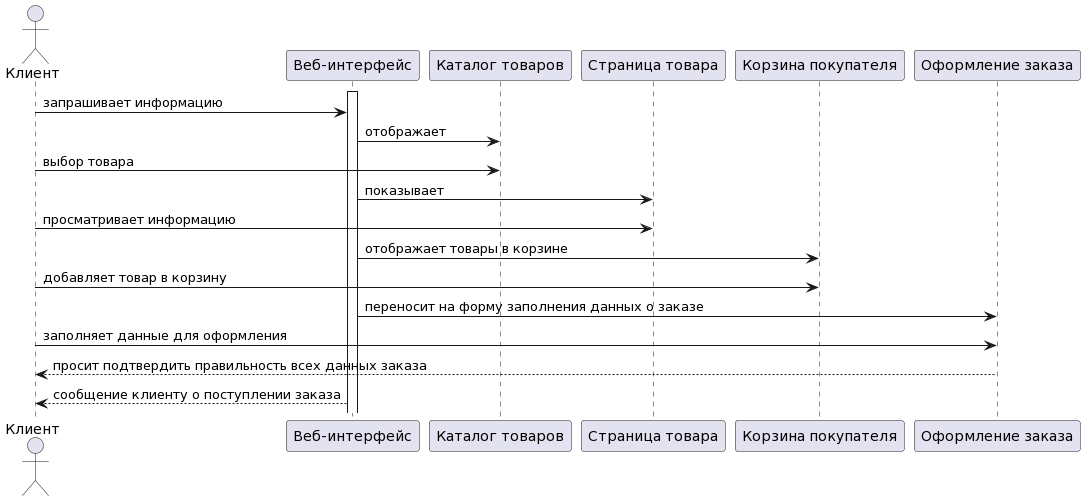 Клиент
Веб-интерфейс
Каталог товаров
Страница товара
Корзина покупателя
Оформление заказа
запрашивает информацию
отображает
выбор товара
показывает
просматривает информацию
отображает товары в корзине
добавляет товар в корзину
переносит на форму заполнения данных о заказе
заполняет данные для оформления
просит подтвердить правильность всех данных заказа
сообщение клиенту о поступлении заказа
Клиент
Веб-интерфейс
Каталог товаров
Страница товара
Корзина покупателя
Оформление заказа